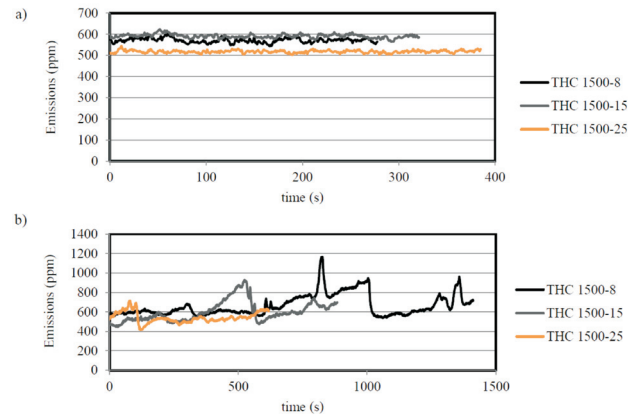 a)
700
600
500
400
300
200
100
0
Emissions (ppm)
0 100 200 300 400
time (s)
THC 1500-8
THC 1500-15
THC 1500-25
b)
1400
1200
1000
800
600
400
200
0
Emissions (ppm)
0 500 1000 1500
time (s)
THC 1500-8
THC 1500-15
THC 1500-25